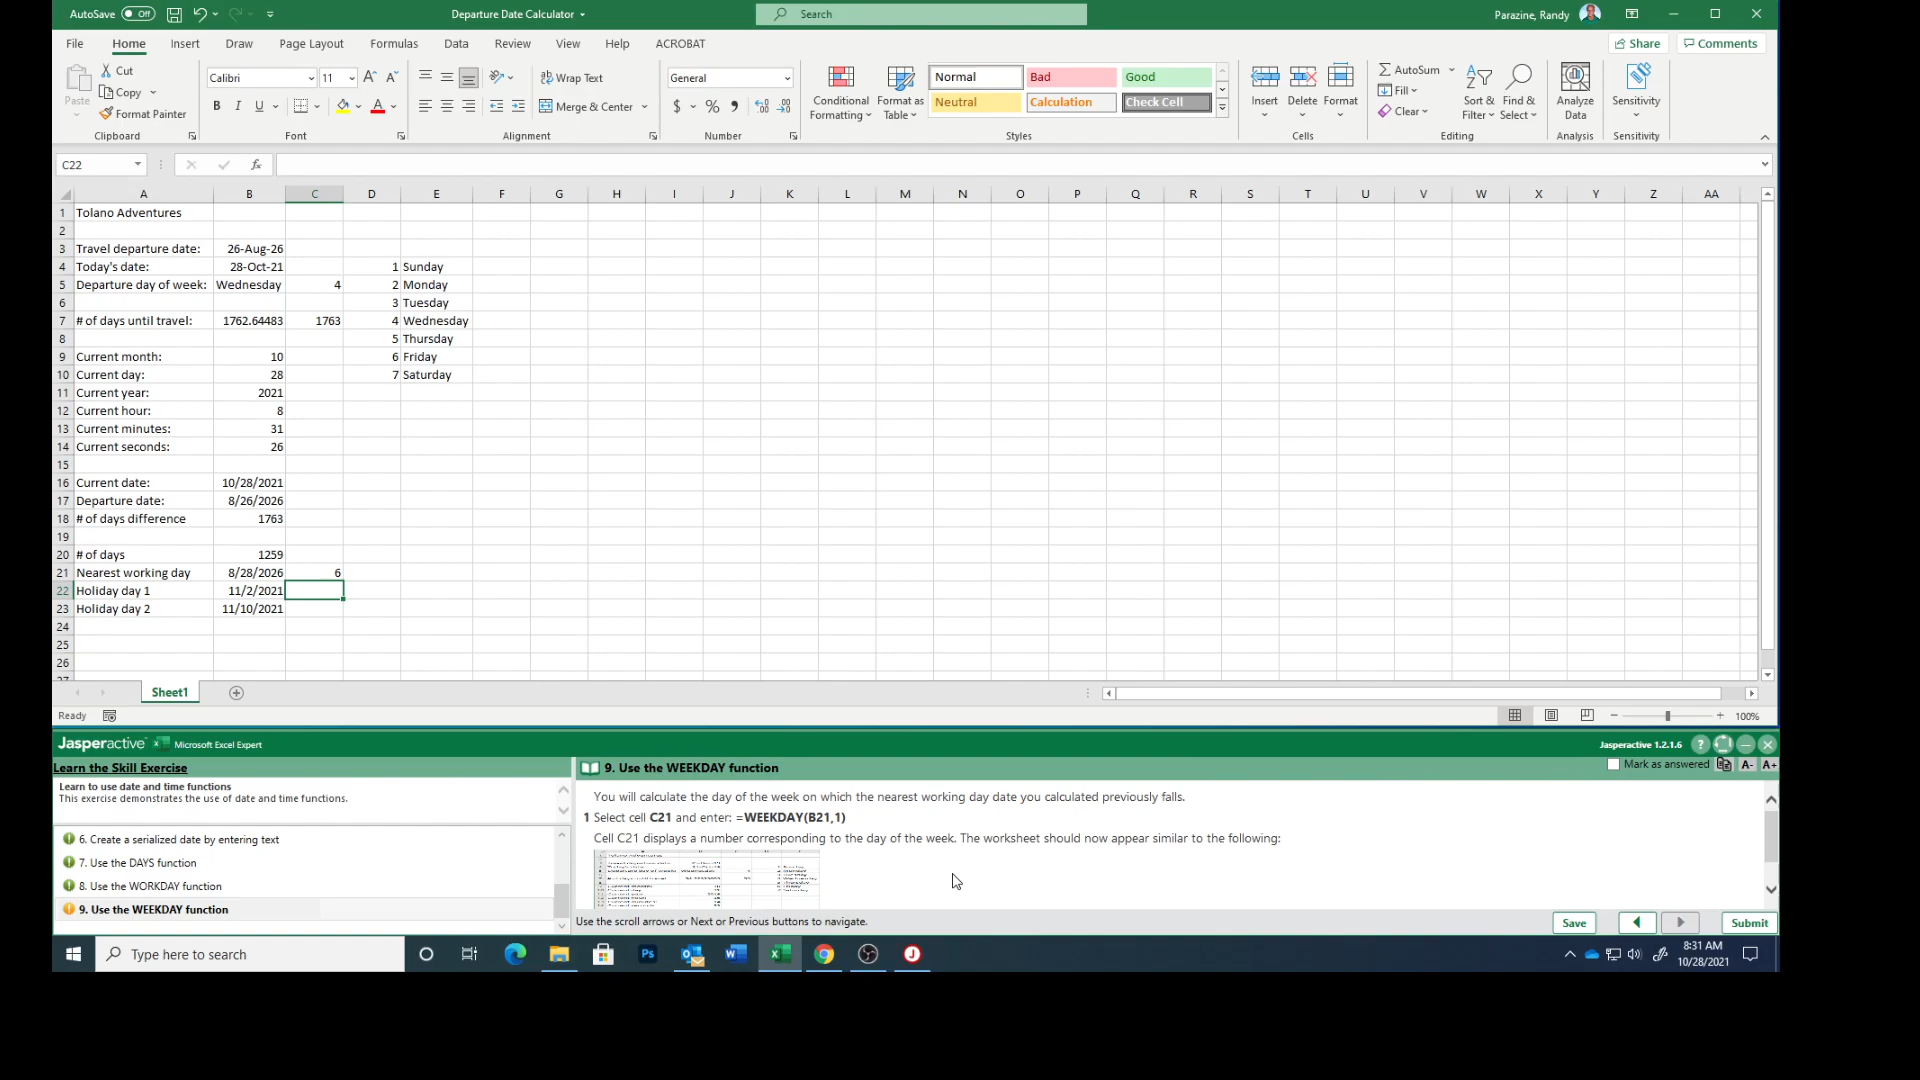 AutoSave Off Departure Date Calculator Search Parazine, Randy
File Home Insert Draw Page Layout Formulas Data Review View Help ACROBAT Share Comments
Paste Cut Copy Format Painter Clipboard
Calibri 11 B I U A Font
Wrap Text Merge & Center Alignment
General $ % Number
Conditional Formatting Format as Table
Normal Bad Good
Neutral Calculation Check Cell
Styles
Insert Delete Format Cells
AutoSum Fill Clear Sort & Filter Find & Select Editing
Analyze Data Analysis
Sensitivity Sensitivity
C22 fx
A B C D E F G H I J K L M N O P Q R S T U V W X Y Z AA
1 Tolano Adventures
2
3 Travel departure date: 26-Aug-26
4 Today's date: 28-Oct-21 1 Sunday
5 Departure day of week: Wednesday 4 2 Monday
6 3 Tuesday
7 # of days until travel: 1762.64483 1763 4 Wednesday
8 5 Thursday
9 Current month: 10 6 Friday
10 Current day: 28 7 Saturday
11 Current year: 2021
12 Current hour: 8
13 Current minutes: 31
14 Current seconds: 26
15
16 Current date: 10/28/2021
17 Departure date: 8/26/2026
18 # of days difference 1763
19
20 # of days 1259
21 Nearest working day 8/28/2026 6
22 Holiday day 1 11/2/2021
23 Holiday day 2 11/10/2021
24
25
26
27
Sheet1
Ready 100%
Jasperactive Microsoft Excel Expert Jasperactive 1.2.1.6
Learn the Skill Exercise
Learn to use date and time functions
This exercise demonstrates the use of date and time functions.
6. Create a serialized date by entering text
7. Use the DAYS function
8. Use the WORKDAY function
9. Use the WEEKDAY function
9. Use the WEEKDAY function Mark as answered A- A+
You will calculate the day of the week on which the nearest working day date you calculated previously falls.
1 Select cell C21 and enter: =WEEKDAY(B21,1)
Cell C21 displays a number corresponding to the day of the week. The worksheet should now appear similar to the following:
Use the scroll arrows or Next or Previous buttons to navigate. Save Submit
Type here to search 8:31 AM
10/28/2021